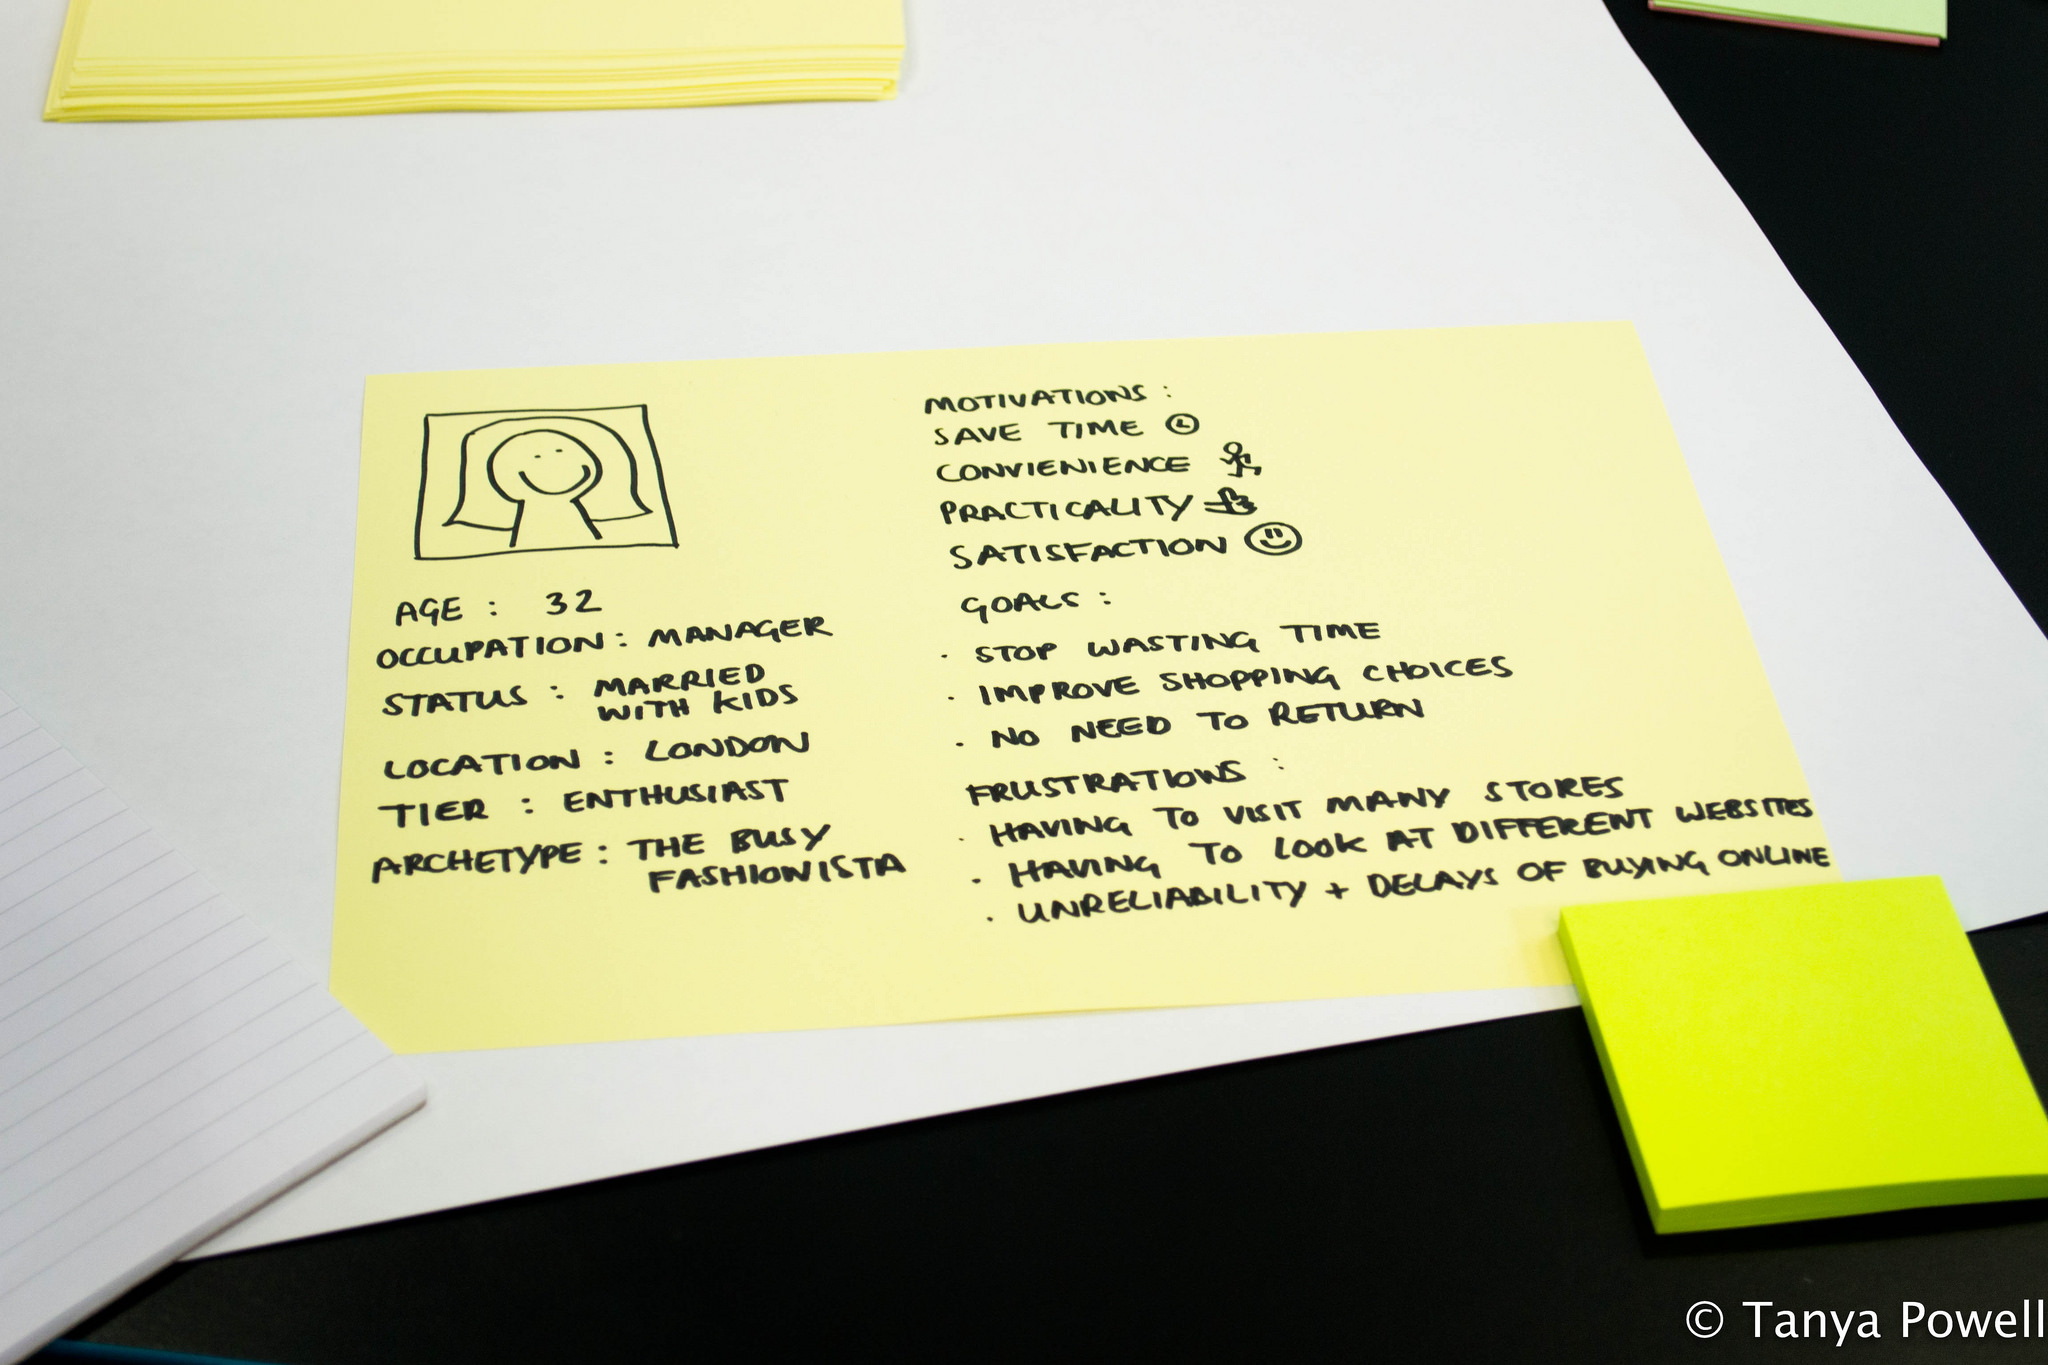 AGE : 32
OCCUPATION : MANAGER
STATUS : MARRIED
WITH KIDS
LOCATION : LONDON
TIER : ENTHUSIAST
ARCHETYPE : THE BUSY
FASHIONISTA
MOTIVATIONS :
SAVE TIME
CONVIENIENCE
PRACTICALITY
SATISFACTION
GOALS :
· STOP WASTING TIME
· IMPROVE SHOPPING CHOICES
· NO NEED TO RETURN
FRUSTRATIONS :
· HAVING TO VISIT MANY STORES
· HAVING TO LOOK AT DIFFERENT WEBSITES
· UNRELIABILITY + DELAYS OF BUYING ONLINE
© Tanya Powell